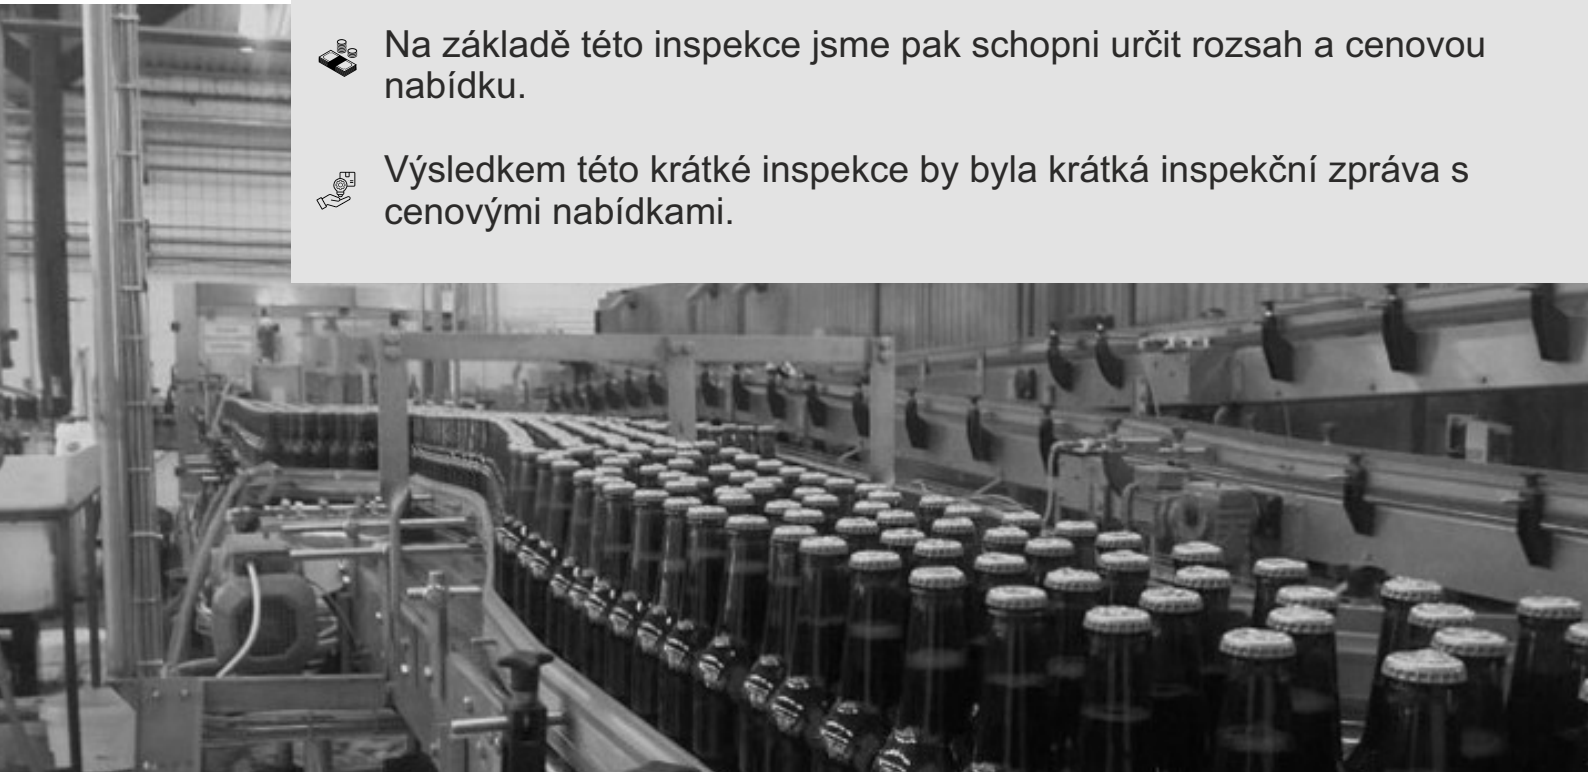 Na základě této inspekce jsme pak schopni určit rozsah a cenovou
nabídku.
Výsledkem této krátké inspekce by byla krátká inspekční zpráva s
cenovými nabídkami.